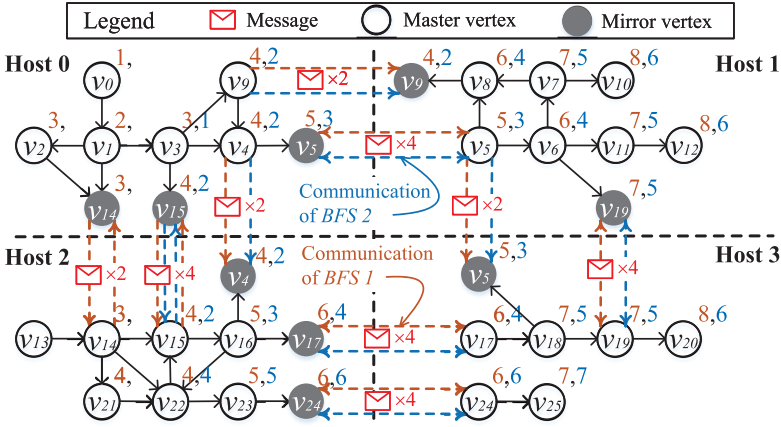 Legend Message Master vertex Mirror vertex
Host 0 Host 1
1, 4,2 ×2 4,2 6,4 7,5 8,6
v0 v9 v9 v8 v7 v10
3, 2, 3,1 4,2 5,3 ×4 5,3 6,4 7,5 8,6
v2 v1 v3 v4 v5 v5 v6 v11 v12
3, 4,2 ×2 Communication of BFS 2 ×2 7,5
v14 v15 v19
Host 2 Host 3
×2 ×4 4,2 Communication of BFS 1 5,3 ×4
v4 v5
3, 4,2 5,3 6,4 ×4 6,4 7,5 7,5 8,6
v13 v14 v15 v16 v17 v17 v18 v19 v20
4, 4,4 5,5 6,6 ×4 6,6 7,7
v21 v22 v23 v24 v24 v25